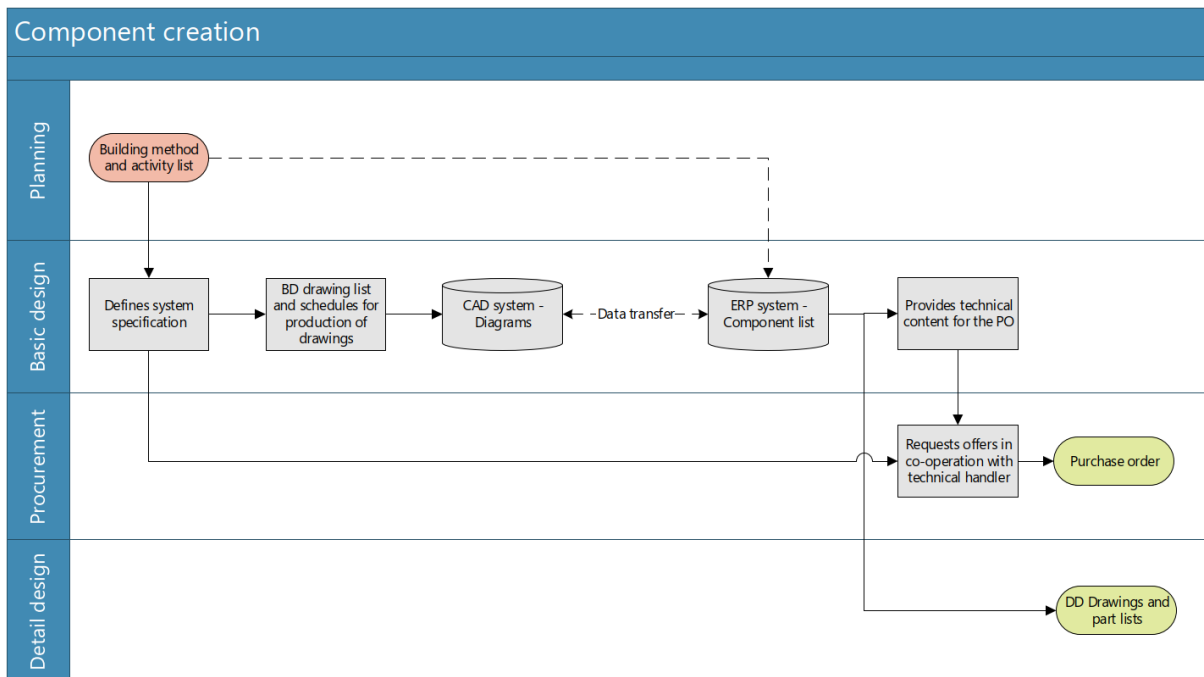 Component creation
Planning
Building method
and activity list
Basic design
Defines system
specification
BD drawing list
and schedules for
production of
drawings
CAD system -
Diagrams
Data transfer
ERP system -
Component list
Provides technical
content for the PO
Procurement
Requests offers in
co-operation with
technical handler
Purchase order
Detail design
DD Drawings and
part lists